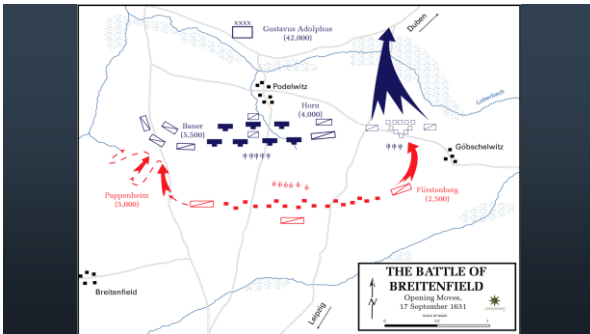 xxxx
Gustavus Adolphus
(42.000)
Duben
Podelwitz
Loberbach
Horn
(4.000)
Baner
(5.500)
Göbschelwitz
Pappenheim
(5,000)
Fürstenberg
(2.500)
Breitenfield
Leipzig
THE BATTLE OF
BREITENFIELD
Opening Moves,
17 September 1631
N